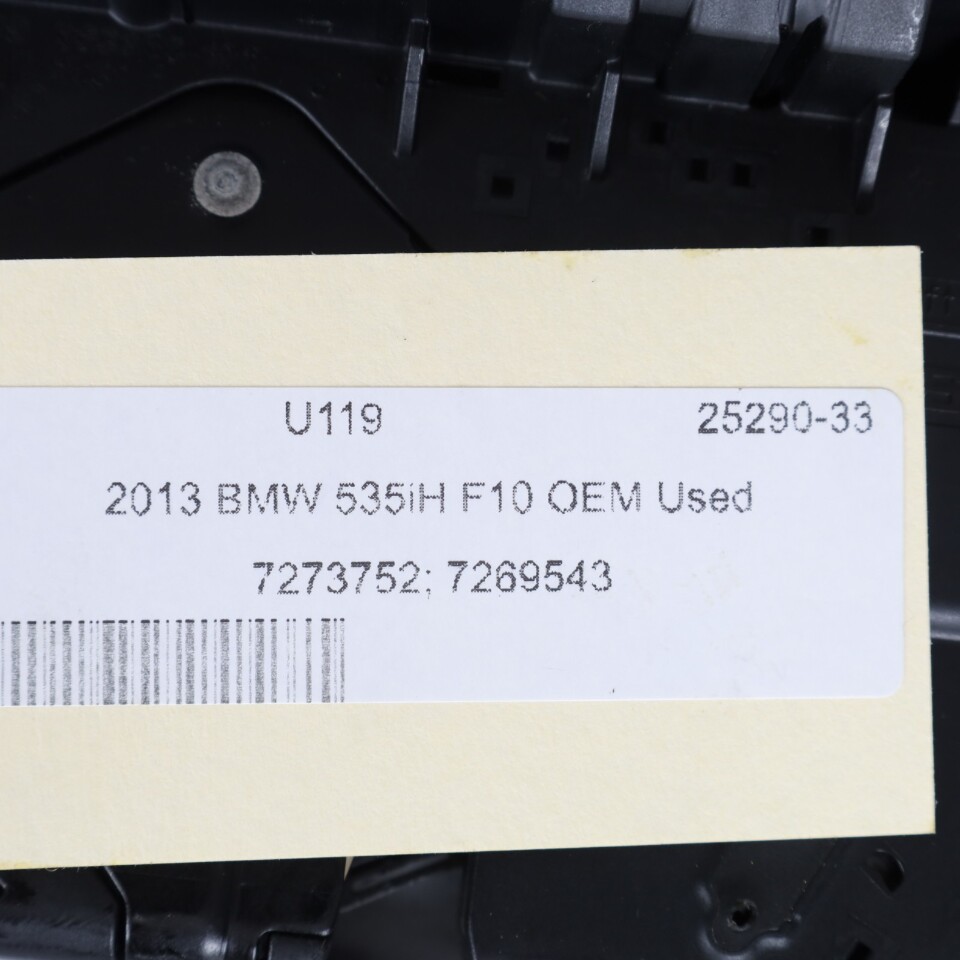 U119 25290-33
2013 BMW 535iH F10 OEM Used
7273752; 7269543